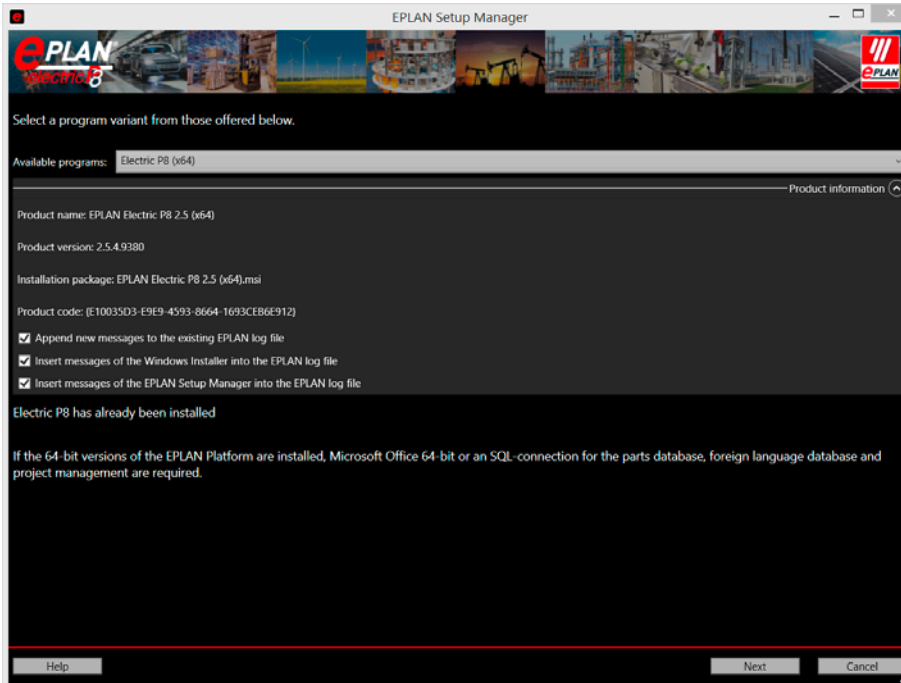 EPLAN Setup Manager
ePLAN
electric P8
ePLAN
Select a program variant from those offered below.
Available programs: Electric P8 (x64)
Product information
Product name: EPLAN Electric P8 2.5 (x64)
Product version: 2.5.4.9380
Installation package: EPLAN Electric P8 2.5 (x64).msi
Product code: {E10035D3-E9E9-4593-8664-1693CEB6E912}
Append new messages to the existing EPLAN log file
Insert messages of the Windows Installer into the EPLAN log file
Insert messages of the EPLAN Setup Manager into the EPLAN log file
Electric P8 has already been installed
If the 64-bit versions of the EPLAN Platform are installed, Microsoft Office 64-bit or an SQL-connection for the parts database, foreign language database and
project management are required.
Help Next Cancel